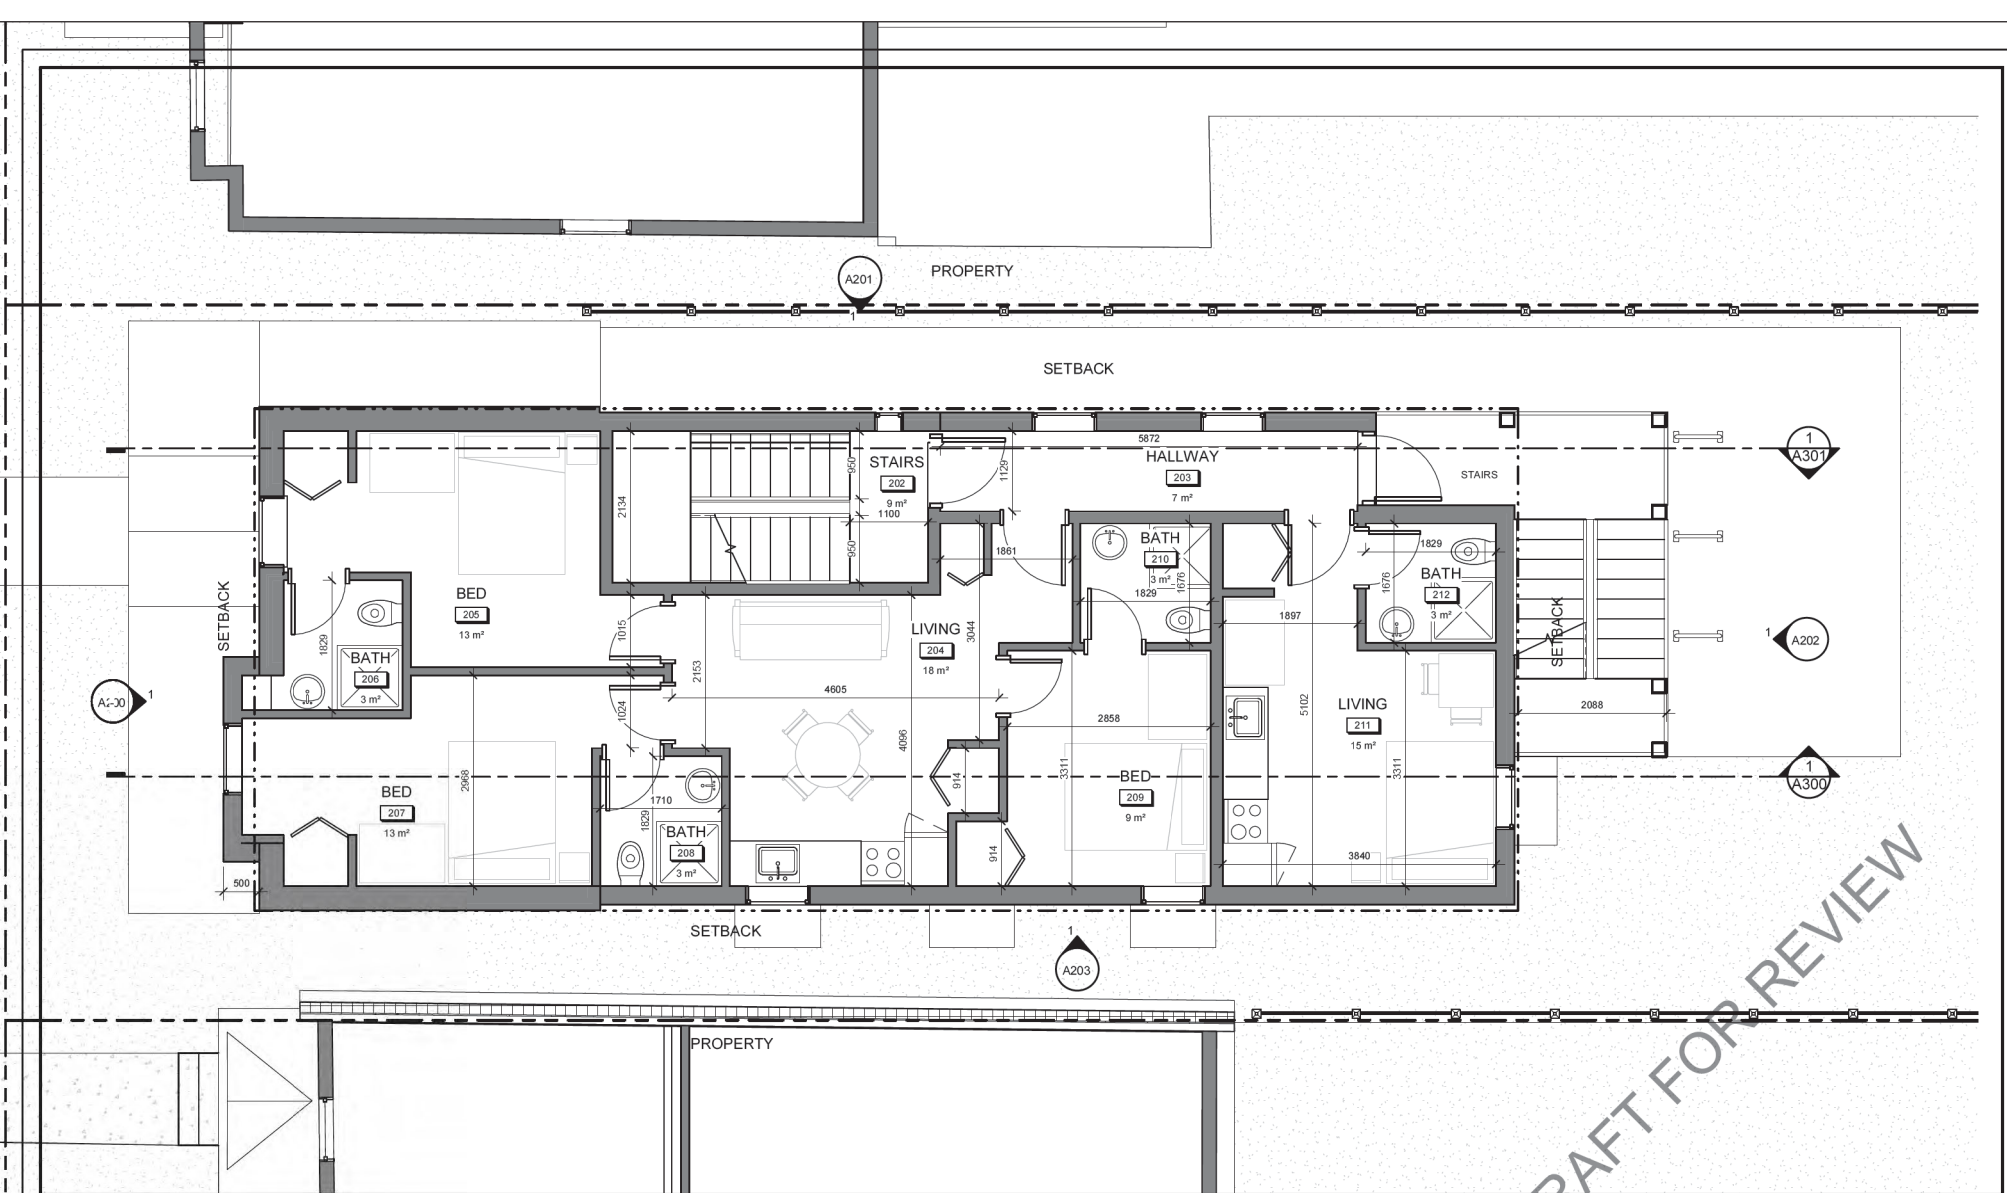 A201
PROPERTY
1
SETBACK
5872
1
A301
STAIRS
202
9 m²
1100
950
950
2134
1129
HALLWAY
203
7 m²
STAIRS
1861
BATH
210
3 m²
1676
1829
1829
1676
BATH
212
3 m²
SETBACK
BED
205
13 m²
1015
LIVING
204
18 m²
3044
1897
SETBACK
1
A202
1829
BATH
206
3 m²
2153
4605
1
1024
2858
5102
LIVING
211
15 m²
2088
4096
2968
BED
207
13 m²
914
3311
BED
209
9 m²
3311
1
A300
1710
1829
BATH
208
3 m²
914
3840
500
SETBACK
1
A203
PROPERTY
RAFT FOR REVIEW